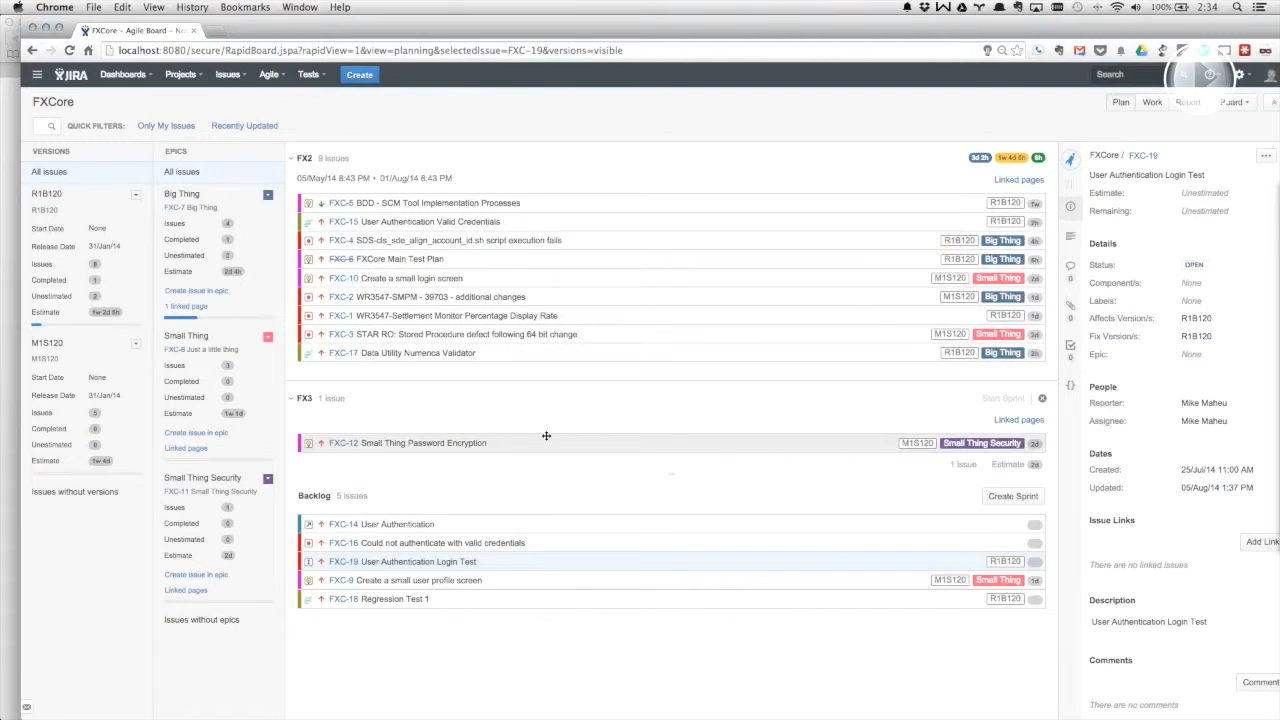 Chrome File Edit View History Bookmarks Window Help 100% 2:34
FXCore - Agile Board - No
localhost:8080/secure/RapidBoard.jspa?rapidView=1&view=planning&selectedIssue=FXC-19&versions=visible
JIRA Dashboards Projects Issues Agile Tests Create Search
FXCore Plan Work Report Board
QUICK FILTERS: Only My Issues Recently Updated
VERSIONS
All issues
R1B120
R1B120
Start Date None
Release Date 31/Jan/14
Issues 8
Completed 1
Unestimated 2
Estimate 1w 2d 5h
M1S120
M1S120
Start Date None
Release Date 31/Jan/14
Issues 5
Completed 0
Unestimated 0
Estimate 1w 4d
Issues without versions
EPICS
All issues
Big Thing
FXC-7 Big Thing
Issues 4
Completed 1
Unestimated 0
Estimate 2d 4h
Create issue in epic
1 linked page
Small Thing
FXC-8 Just a little thing
Issues 3
Completed 0
Unestimated 0
Estimate 1w 1d
Create issue in epic
Linked pages
Small Thing Security
FXC-11 Small Thing Security
Issues 1
Completed 0
Unestimated 0
Estimate 2d
Create issue in epic
Linked pages
Issues without epics
FX2 9 issues 3d 2h 1w 4d 5h 6h
05/May/14 8:43 PM • 01/Aug/14 8:43 PM Linked pages
FXC-5 BDD - SCM Tool Implementation Processes R1B120 1w
FXC-15 User Authentication Valid Credentials R1B120 2h
FXC-4 SDS-cls_sde_align_account_id.sh script execution fails R1B120 Big Thing 4h
FXC-6 FXCore Main Test Plan R1B120 Big Thing 6h
FXC-10 Create a small login screen M1S120 Small Thing 2d
FXC-2 WR3547-SMPM - 39703 - additional changes M1S120 Big Thing 1d
FXC-1 WR3547-Settlement Monitor Percentage Display Rate R1B120 1d
FXC-3 STAR RO: Stored Procedure defect following 64 bit change M1S120 Small Thing 2d
FXC-17 Data Utility Numerica Validator R1B120 Big Thing 2h
FX3 1 issue Start Sprint
Linked pages
FXC-12 Small Thing Password Encryption M1S120 Small Thing Security 2d
1 issue Estimate 2d
Backlog 5 issues Create Sprint
FXC-14 User Authentication
FXC-16 Could not authenticate with valid credentials
FXC-19 User Authentication Login Test R1B120
FXC-9 Create a small user profile screen M1S120 Small Thing 1d
FXC-18 Regression Test 1 R1B120
FXCore / FXC-19
User Authentication Login Test
Estimate: Unestimated
Remaining: Unestimated
Details
Status: OPEN
Component/s: None
Labels: None
Affects Version/s: R1B120
Fix Version/s: R1B120
Epic: None
People
Reporter: Mike Maheu
Assignee: Mike Maheu
Dates
Created: 25/Jul/14 11:00 AM
Updated: 05/Aug/14 1:37 PM
Issue Links
Add Link
There are no linked issues
Description
User Authentication Login Test
Comments
Comment
There are no comments
0
0
0